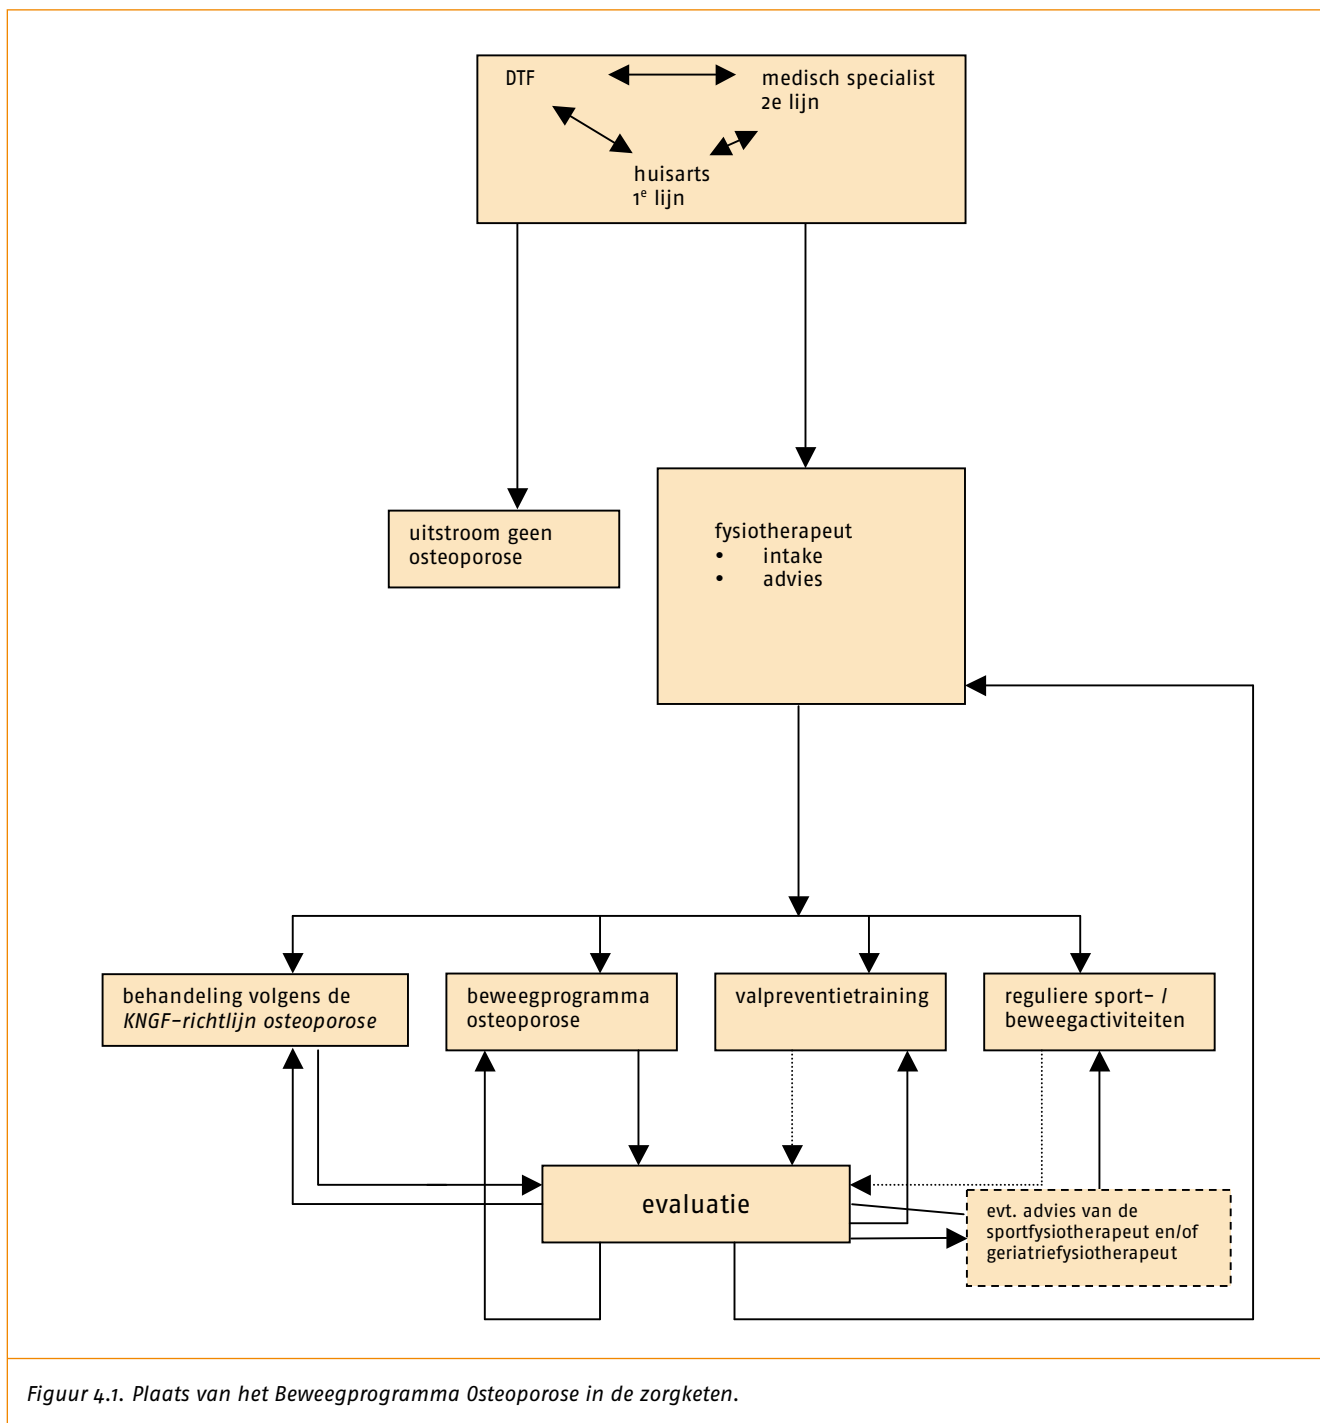 DTF
medisch specialist
2e lijn
huisarts
1e lijn
uitstroom geen
osteoporose
fysiotherapeut
• intake
• advies
behandeling volgens de
KNGF-richtlijn osteoporose
beweegprogramma
osteoporose
valpreventietraining
reguliere sport- /
beweegactiviteiten
evaluatie
evt. advies van de
sportfysiotherapeut en/of
geriatriefysiotherapeut
Figuur 4.1. Plaats van het Beweegprogramma Osteoporose in de zorgketen.